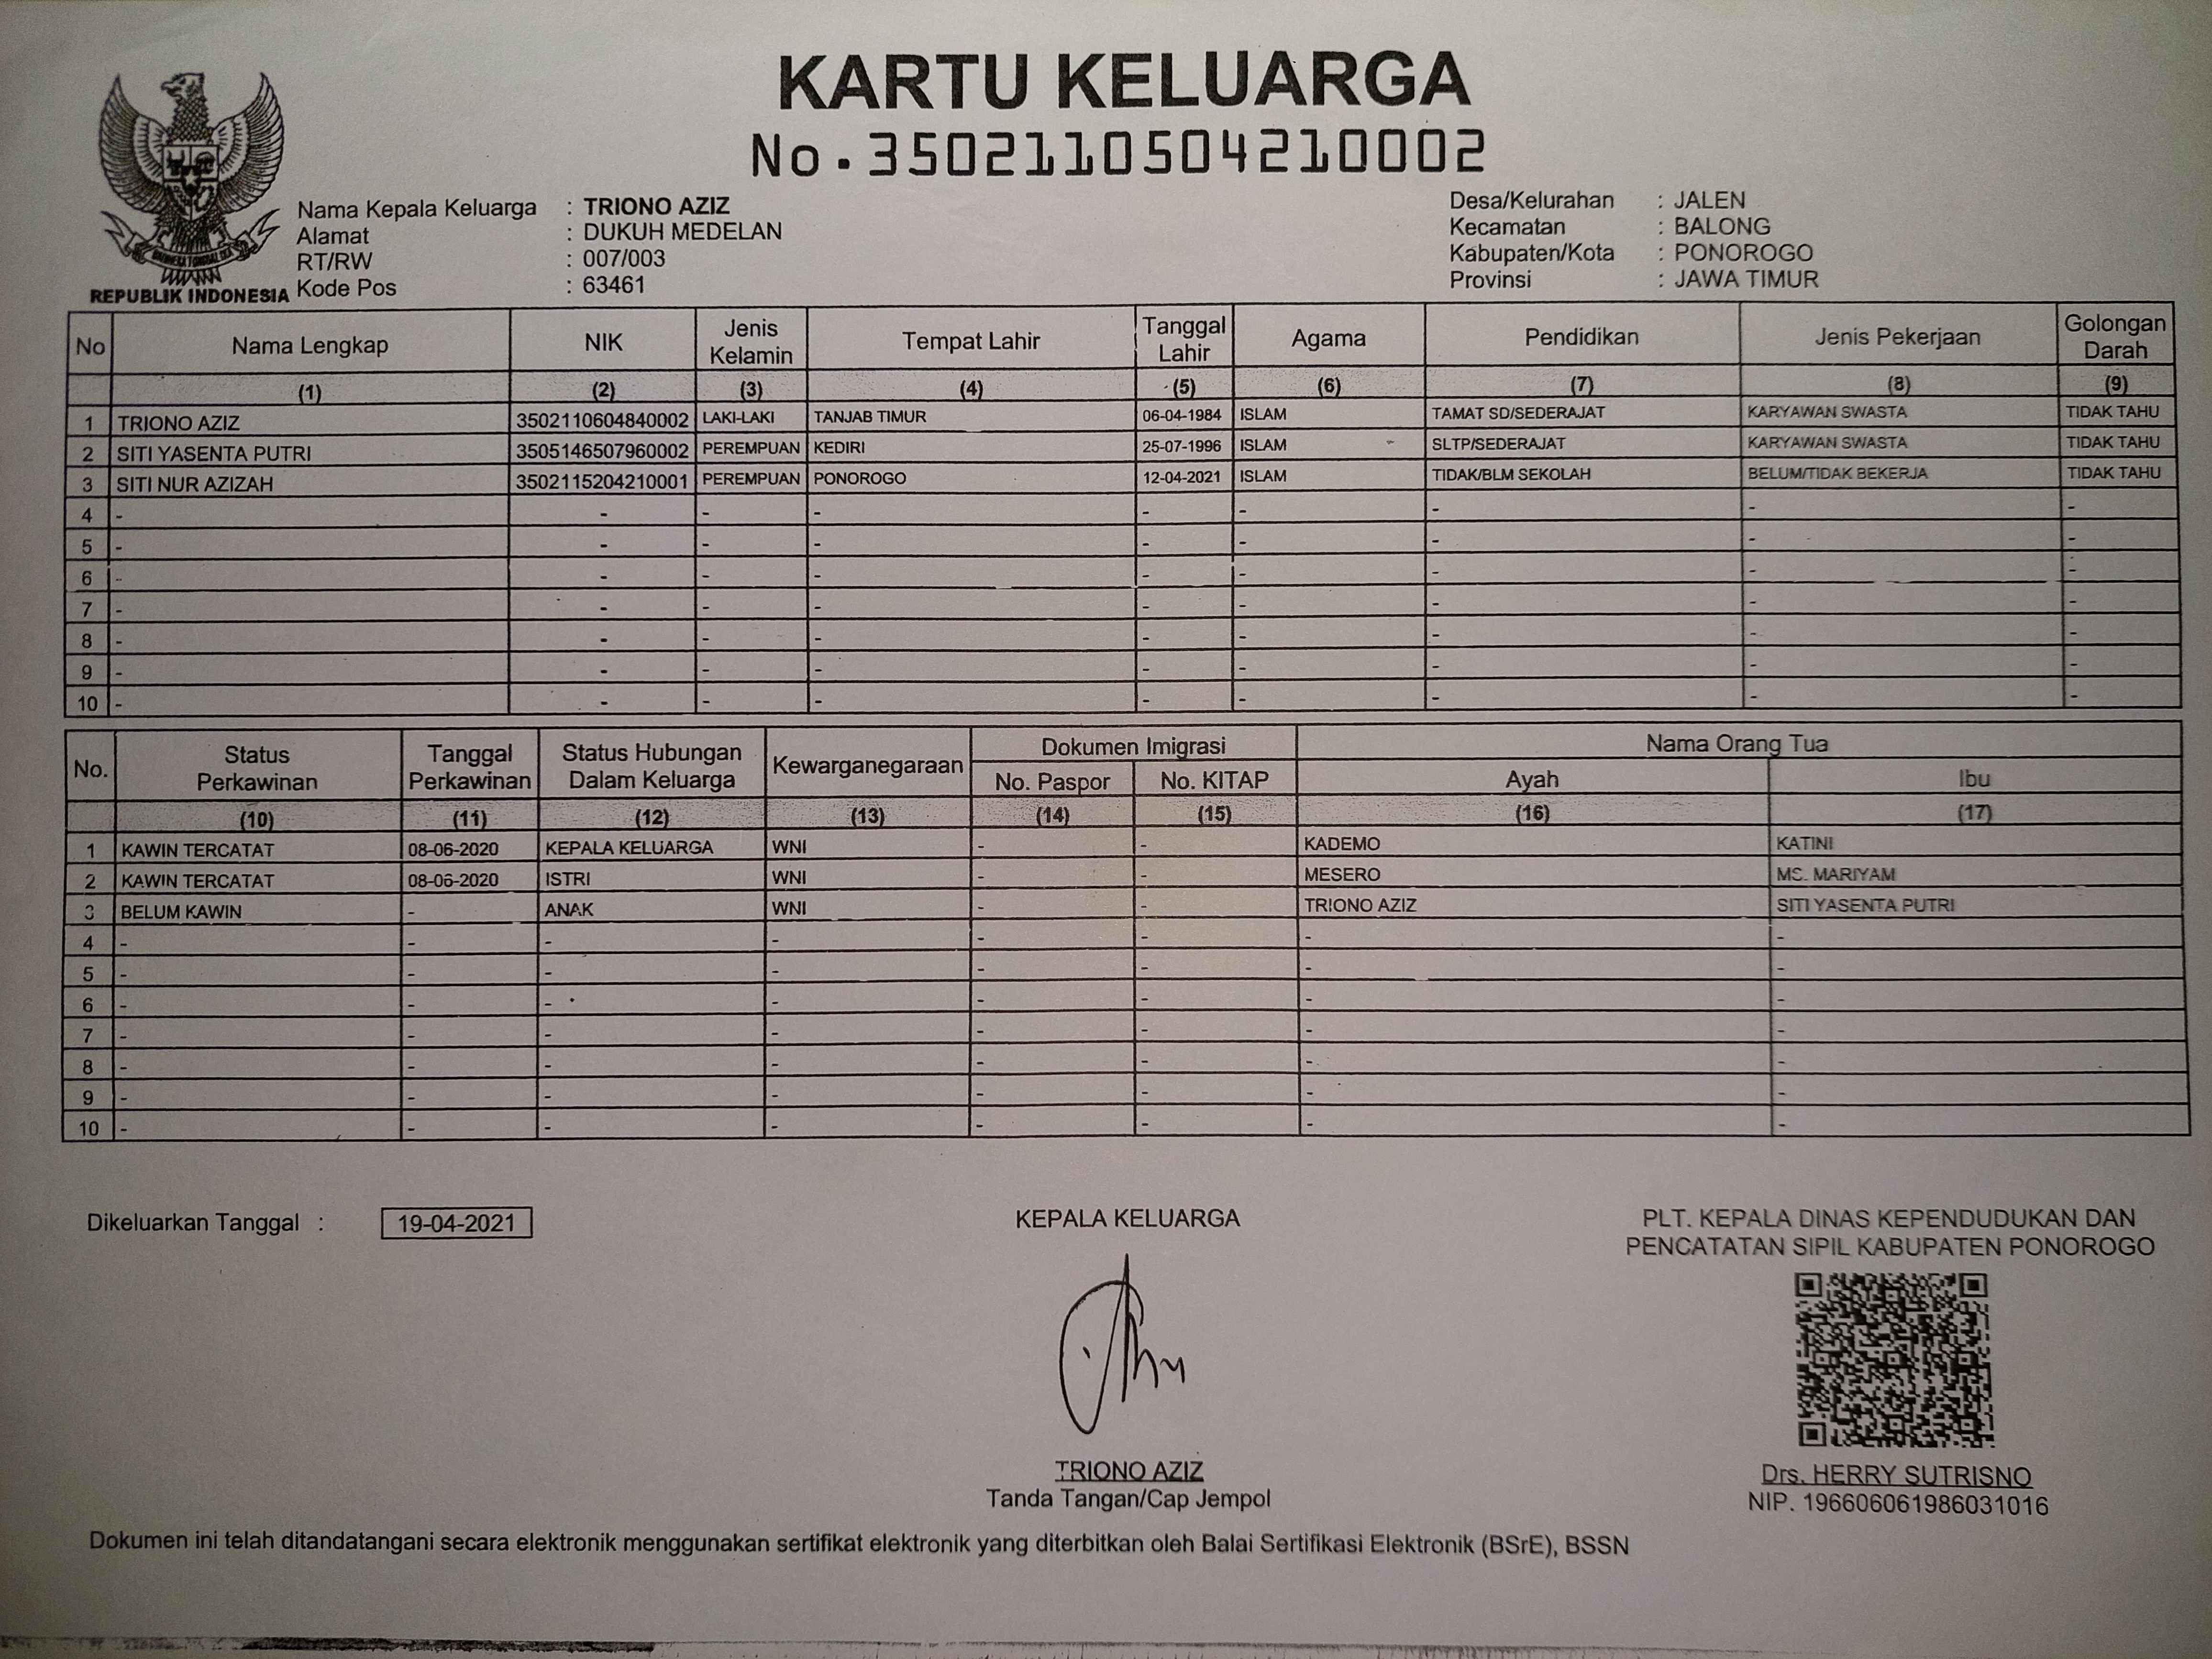 KARTU KELUARGA
No.3502110504210002
REPUBLIK INDONESIA
Nama Kepala Keluarga : TRIONO AZIZ
Alamat : DUKUH MEDELAN
RT/RW : 007/003
Kode Pos : 63461
Desa/Kelurahan : JALEN
Kecamatan : BALONG
Kabupaten/Kota : PONOROGO
Provinsi : JAWA TIMUR
No Nama Lengkap NIK Jenis Kelamin Tempat Lahir Tanggal Lahir Agama Pendidikan Jenis Pekerjaan Golongan Darah
(1) (2) (3) (4) (5) (6) (7) (8) (9)
1 TRIONO AZIZ 3502110604840002 LAKI-LAKI TANJAB TIMUR 06-04-1984 ISLAM TAMAT SD/SEDERAJAT KARYAWAN SWASTA TIDAK TAHU
2 SITI YASENTA PUTRI 3505146507960002 PEREMPUAN KEDIRI 25-07-1996 ISLAM SLTP/SEDERAJAT KARYAWAN SWASTA TIDAK TAHU
3 SITI NUR AZIZAH 3502115204210001 PEREMPUAN PONOROGO 12-04-2021 ISLAM TIDAK/BLM SEKOLAH BELUM/TIDAK BEKERJA TIDAK TAHU
4 - - - - - - - - -
5 - - - - - - - - -
6 - - - - - - - - -
7 - - - - - - - - -
8 - - - - - - - - -
9 - - - - - - - - -
10 - - - - - - - - -
No. Status Perkawinan Tanggal Perkawinan Status Hubungan Dalam Keluarga Kewarganegaraan Dokumen Imigrasi Nama Orang Tua
No. Paspor No. KITAP Ayah Ibu
(10) (11) (12) (13) (14) (15) (16) (17)
1 KAWIN TERCATAT 08-06-2020 KEPALA KELUARGA WNI - - KADEMO KATINI
2 KAWIN TERCATAT 08-06-2020 ISTRI WNI - - MESERO MS. MARIYAM
3 BELUM KAWIN - ANAK WNI - - TRIONO AZIZ SITI YASENTA PUTRI
4 - - - - - - - -
5 - - - - - - - -
6 - - - - - - - -
7 - - - - - - - -
8 - - - - - - - -
9 - - - - - - - -
10 - - - - - - - -
Dikeluarkan Tanggal : 19-04-2021
KEPALA KELUARGA
TRIONO AZIZ
Tanda Tangan/Cap Jempol
PLT. KEPALA DINAS KEPENDUDUKAN DAN
PENCATATAN SIPIL KABUPATEN PONOROGO
Drs. HERRY SUTRISNO
NIP. 196606061986031016
Dokumen ini telah ditandatangani secara elektronik menggunakan sertifikat elektronik yang diterbitkan oleh Balai Sertifikasi Elektronik (BSrE), BSSN